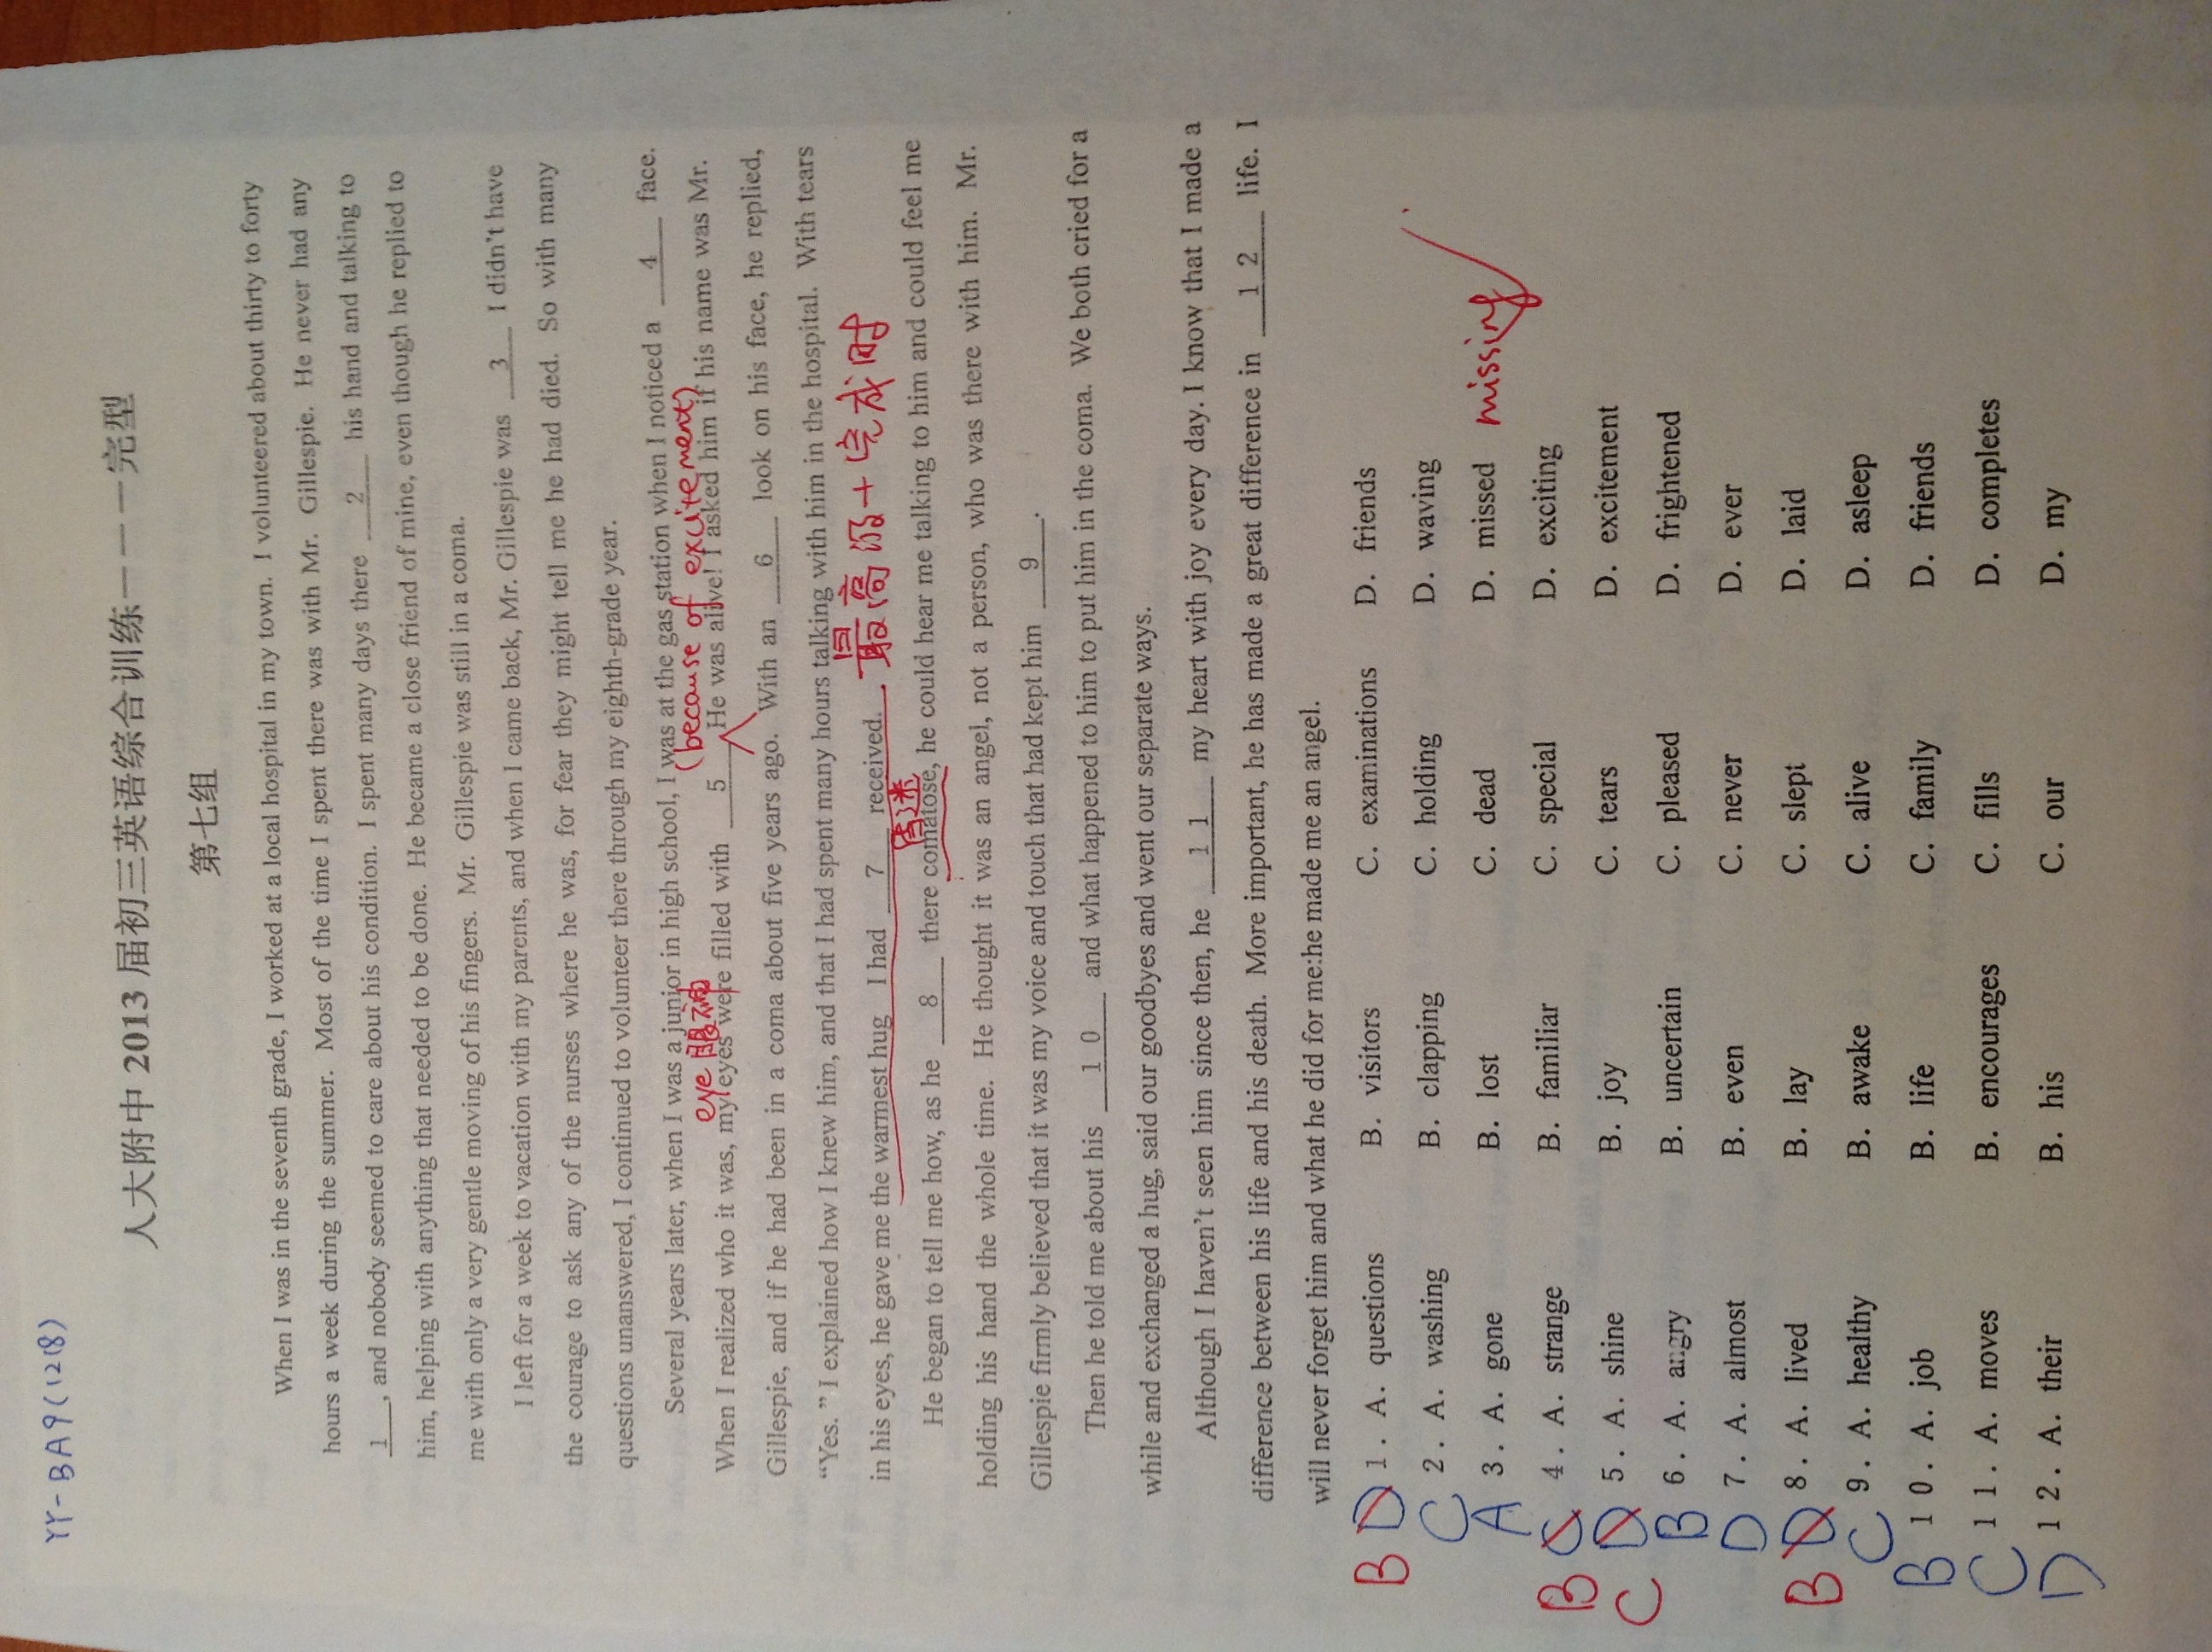 YY-BA9(1218)
人大附中 2013 届初三英语综合训练－－－完型
第七组
When I was in the seventh grade, I worked at a local hospital in my town. I volunteered about thirty to forty
hours a week during the summer. Most of the time I spent there was with Mr. Gillespie. He never had any
1 , and nobody seemed to care about his condition. I spent many days there 2 his hand and talking to
him, helping with anything that needed to be done. He became a close friend of mine, even though he replied to
me with only a very gentle moving of his fingers. Mr. Gillespie was still in a coma.
I left for a week to vacation with my parents, and when I came back, Mr. Gillespie was 3 I didn't have
the courage to ask any of the nurses where he was, for fear they might tell me he had died. So with many
questions unanswered, I continued to volunteer there through my eighth-grade year.
Several years later, when I was a junior in high school, I was at the gas station when I noticed a 4 face.
eye 眼神 (because of excitement)
When I realized who it was, my eyes were filled with 5 He was alive! I asked him if his name was Mr.
Gillespie, and if he had been in a coma about five years ago. With an 6 look on his face, he replied,
“Yes. ” I explained how I knew him, and that I had spent many hours talking with him in the hospital. With tears
in his eyes, he gave me the warmest hug I had 7 received. 最高级+完成时
昏迷
He began to tell me how, as he 8 there comatose, he could hear me talking to him and could feel me
holding his hand the whole time. He thought it was an angel, not a person, who was there with him. Mr.
Gillespie firmly believed that it was my voice and touch that had kept him 9 .
Then he told me about his 1 0 and what happened to him to put him in the coma. We both cried for a
while and exchanged a hug, said our goodbyes and went our separate ways.
Although I haven't seen him since then, he 1 1 my heart with joy every day. I know that I made a
difference between his life and his death. More important, he has made a great difference in 1 2 life. I
will never forget him and what he did for me:he made me an angel.
B D 1. A. questions B. visitors C. examinations D. friends
C 2. A. washing B. clapping C. holding D. waving
A 3. A. gone B. lost C. dead D. missed missing
B C 4. A. strange B. familiar C. special D. exciting
C D 5. A. shine B. joy C. tears D. excitement
B 6. A. angry B. uncertain C. pleased D. frightened
D 7. A. almost B. even C. never D. ever
B D 8. A. lived B. lay C. slept D. laid
C 9. A. healthy B. awake C. alive D. asleep
B 1 0. A. job B. life C. family D. friends
C 1 1. A. moves B. encourages C. fills D. completes
D 1 2. A. their B. his C. our D. my